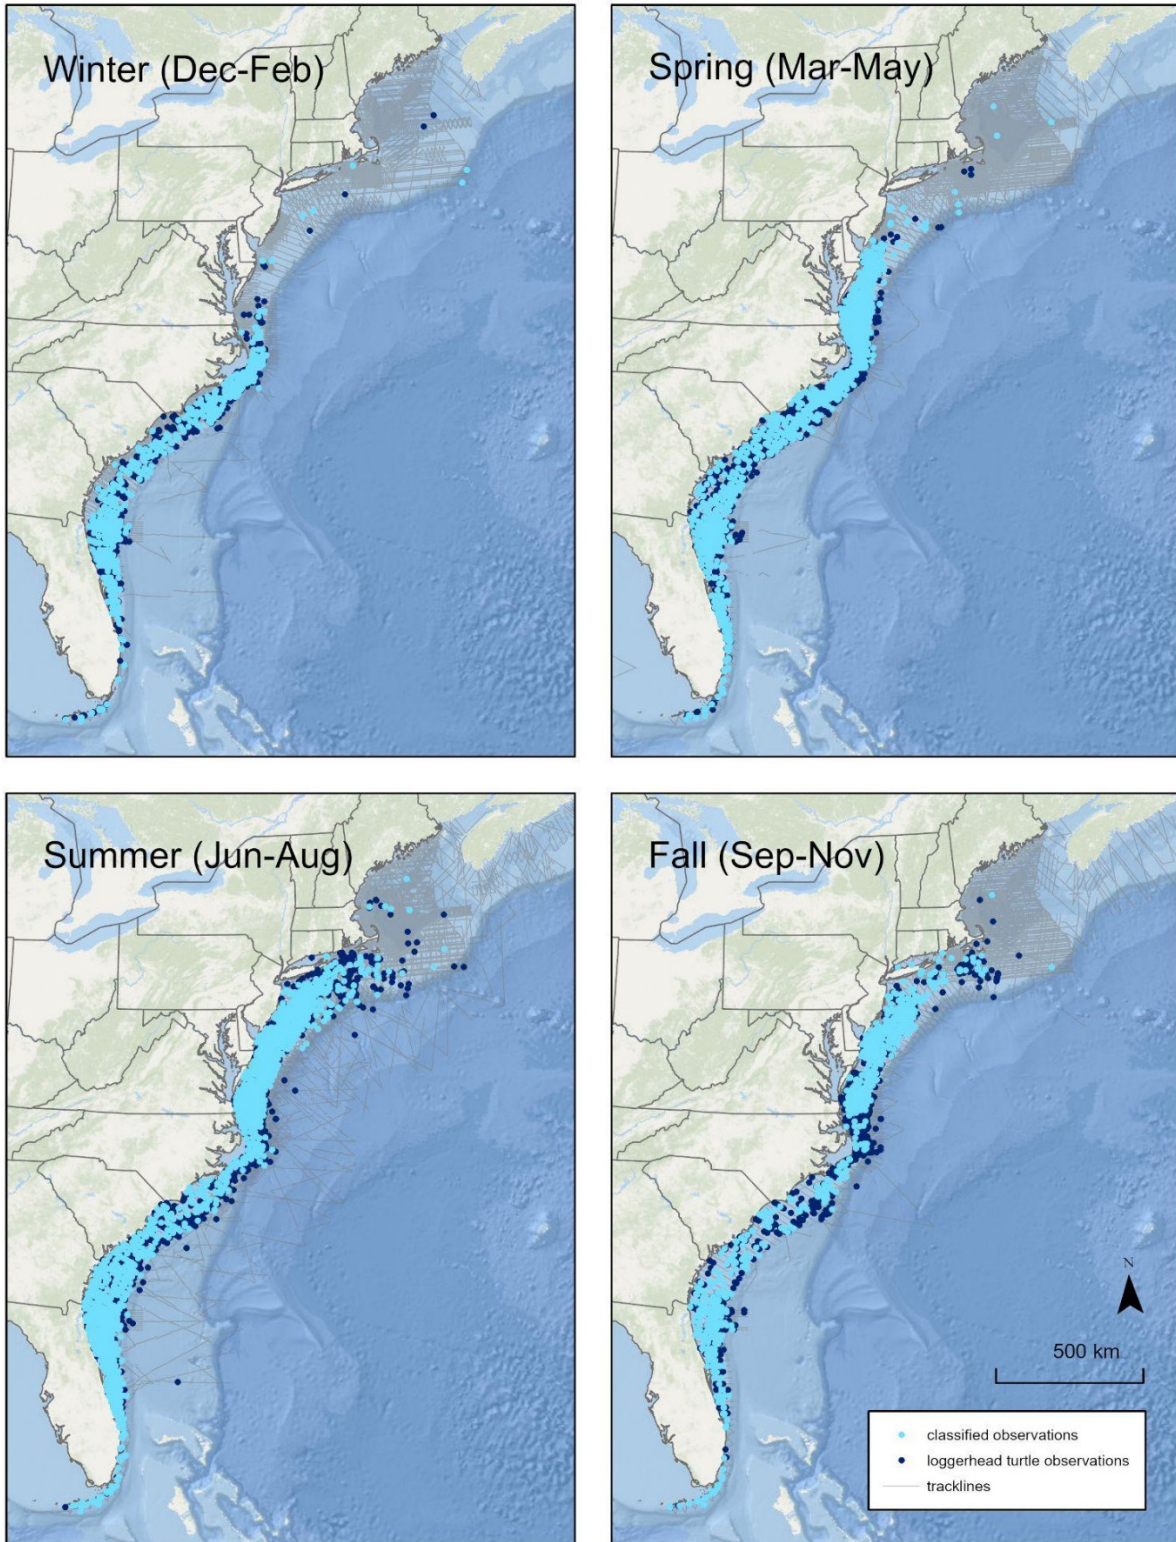 Winter (Dec-Feb)
Spring (Mar-May)
Summer (Jun-Aug)
Fall (Sep-Nov)
N
500 km
classified observations
loggerhead turtle observations
tracklines